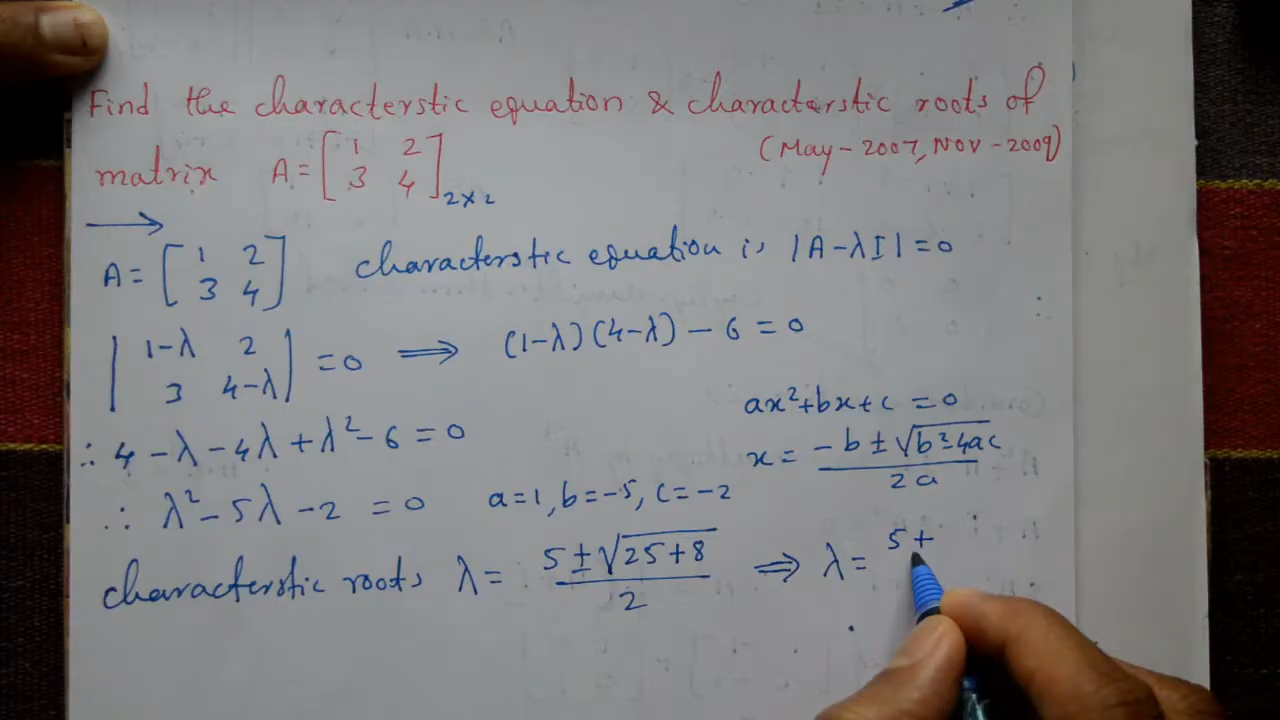 Find the characterstic equation & characterstic roots of
matrix A = [1 2 3 4]2×2 (May-2007, NOV-2009)
A = [1 2 3 4] characterstic equation is |A-λI| = 0
|1-λ 2 3 4-λ| = 0 ⟹ (1-λ)(4-λ) - 6 = 0
ax²+bx+c = 0
∴ 4 - λ - 4λ + λ² - 6 = 0
x = -b ± √b²-4ac / 2a
∴ λ² - 5λ - 2 = 0 a=1, b=-5, c=-2
characterstic roots λ = 5 ± √25+8 / 2 ⟹ λ = 5 +